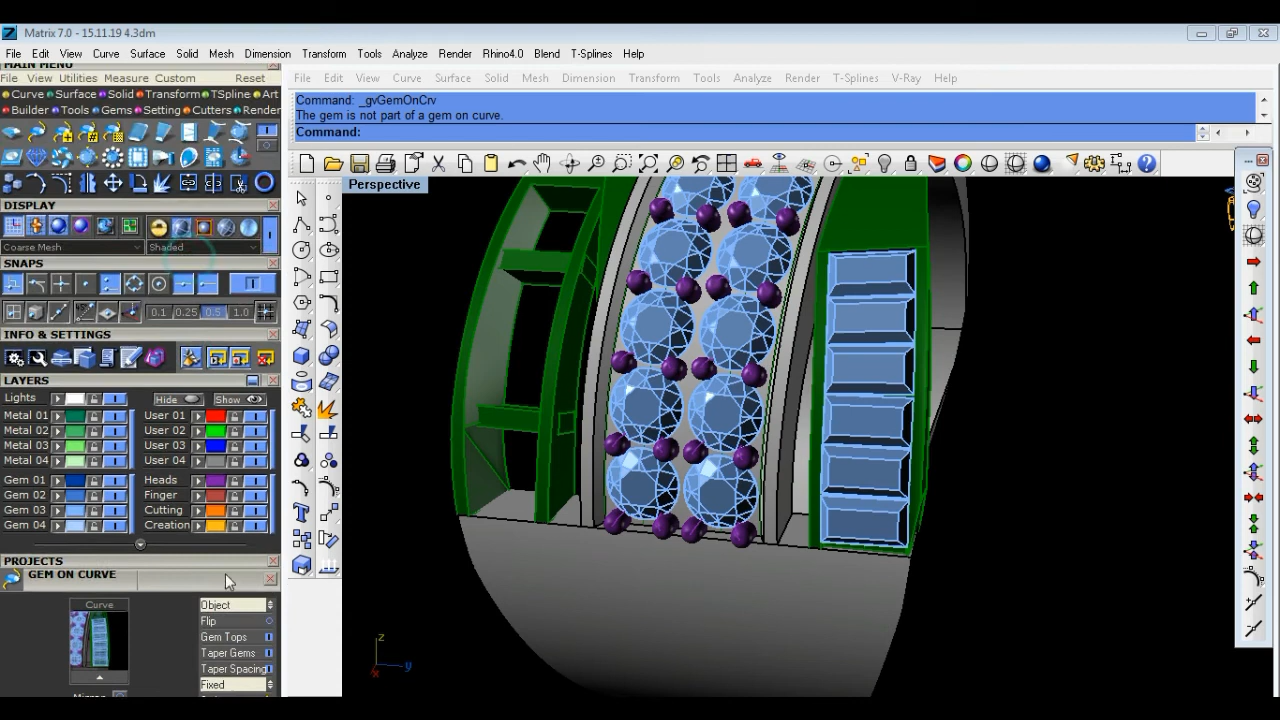 Matrix 7.0 - 15.11.19 4.3dm
File Edit View Curve Surface Solid Mesh Dimension Transform Tools Analyze Render Rhino4.0 Blend T-Splines Help
MAIN MENU
File View Utilities Measure Custom Reset
Curve Surface Solid Transform TSpline Art
Builder Tools Gems Setting Cutters Render
File Edit View Curve Surface Solid Mesh Dimension Transform Tools Analyze Render T-Splines V-Ray Help
Command: _gvGemOnCrv
The gem is not part of a gem on curve.
Command:
Perspective
DISPLAY
Coarse Mesh Shaded
SNAPS
0.1 0.25 0.5 1.0
INFO & SETTINGS
LAYERS
Lights Hide Show
Metal 01 User 01
Metal 02 User 02
Metal 03 User 03
Metal 04 User 04
Gem 01 Heads
Gem 02 Finger
Gem 03 Cutting
Gem 04 Creation
PROJECTS
GEM ON CURVE
Curve
Object
Flip
Gem Tops
Taper Gems
Taper Spacing
Fixed
z
y
x